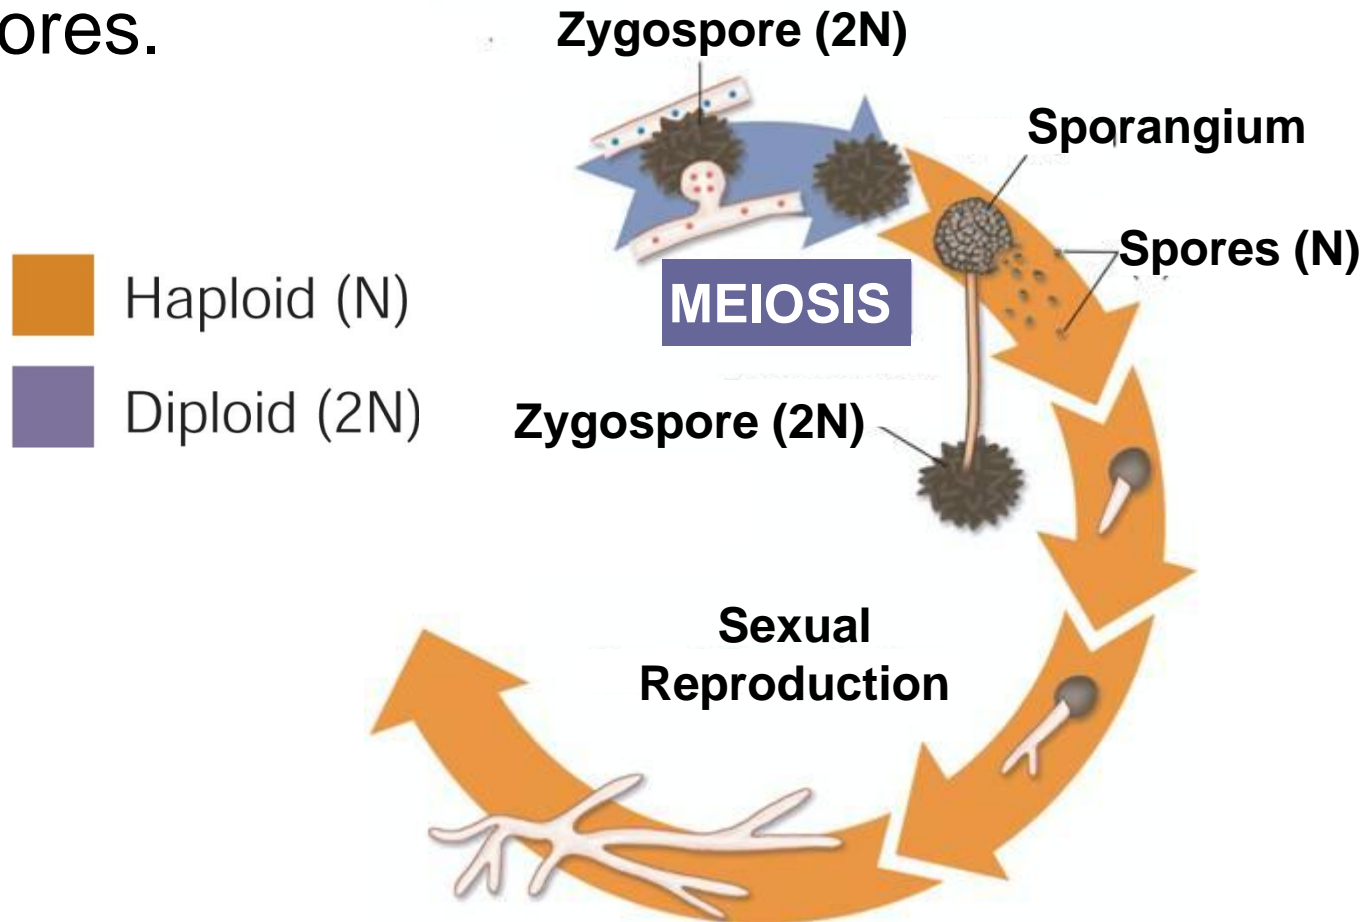 ores.
Zygospore (2N)
Sporangium
Spores (N)
Haploid (N)
MEIOSIS
Diploid (2N)
Zygospore (2N)
Sexual
Reproduction